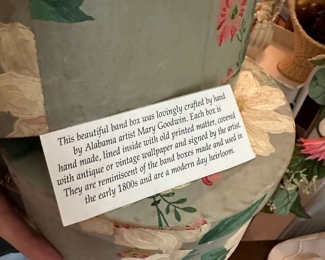 This beautiful band box was lovingly crafted by hand
by Alabama artist Mary Goodwin. Each box is
hand made, lined inside with old printed matter, covered
with antique or vintage wallpaper and signed by the artist.
They are reminiscent of the band boxes made and used in
the early 1800s and are a modern day heirloom.